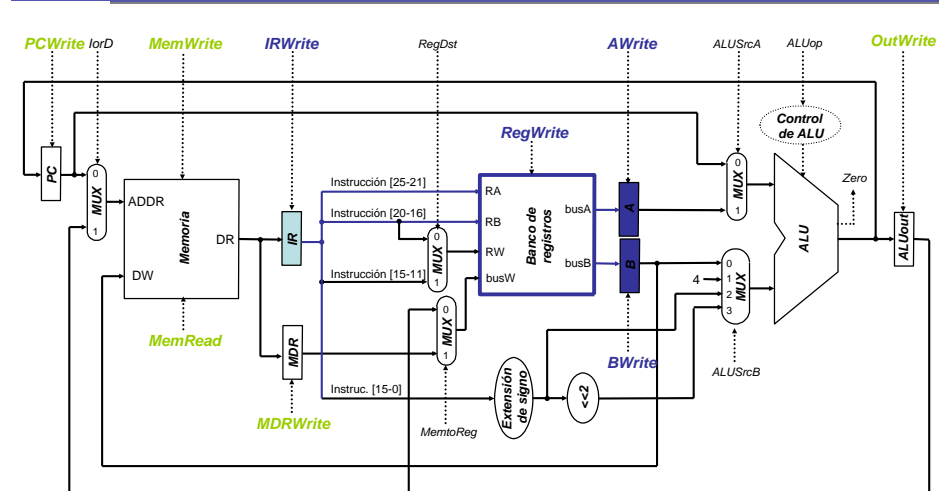 PCWrite IorD MemWrite IRWrite RegDst AWrite ALUSrcA ALUop OutWrite
Control
de ALU
RegWrite
Zero
PC
0
MUX
1
ADDR
Memoria
DR
DW
MemRead
IR
MDR
MDRWrite
Instrucción [25-21]
Instrucción [20-16]
Instrucción [15-11]
Instruc. [15-0]
0
MUX
1
0
MUX
1
MemtoReg
RA
RB
RW
busW
Banco de
registros
busA
busB
A
B
BWrite
Extensión
de signo
<<2
0
MUX
1
0
4
1
2
3
MUX
ALUSrcB
ALU
ALUout